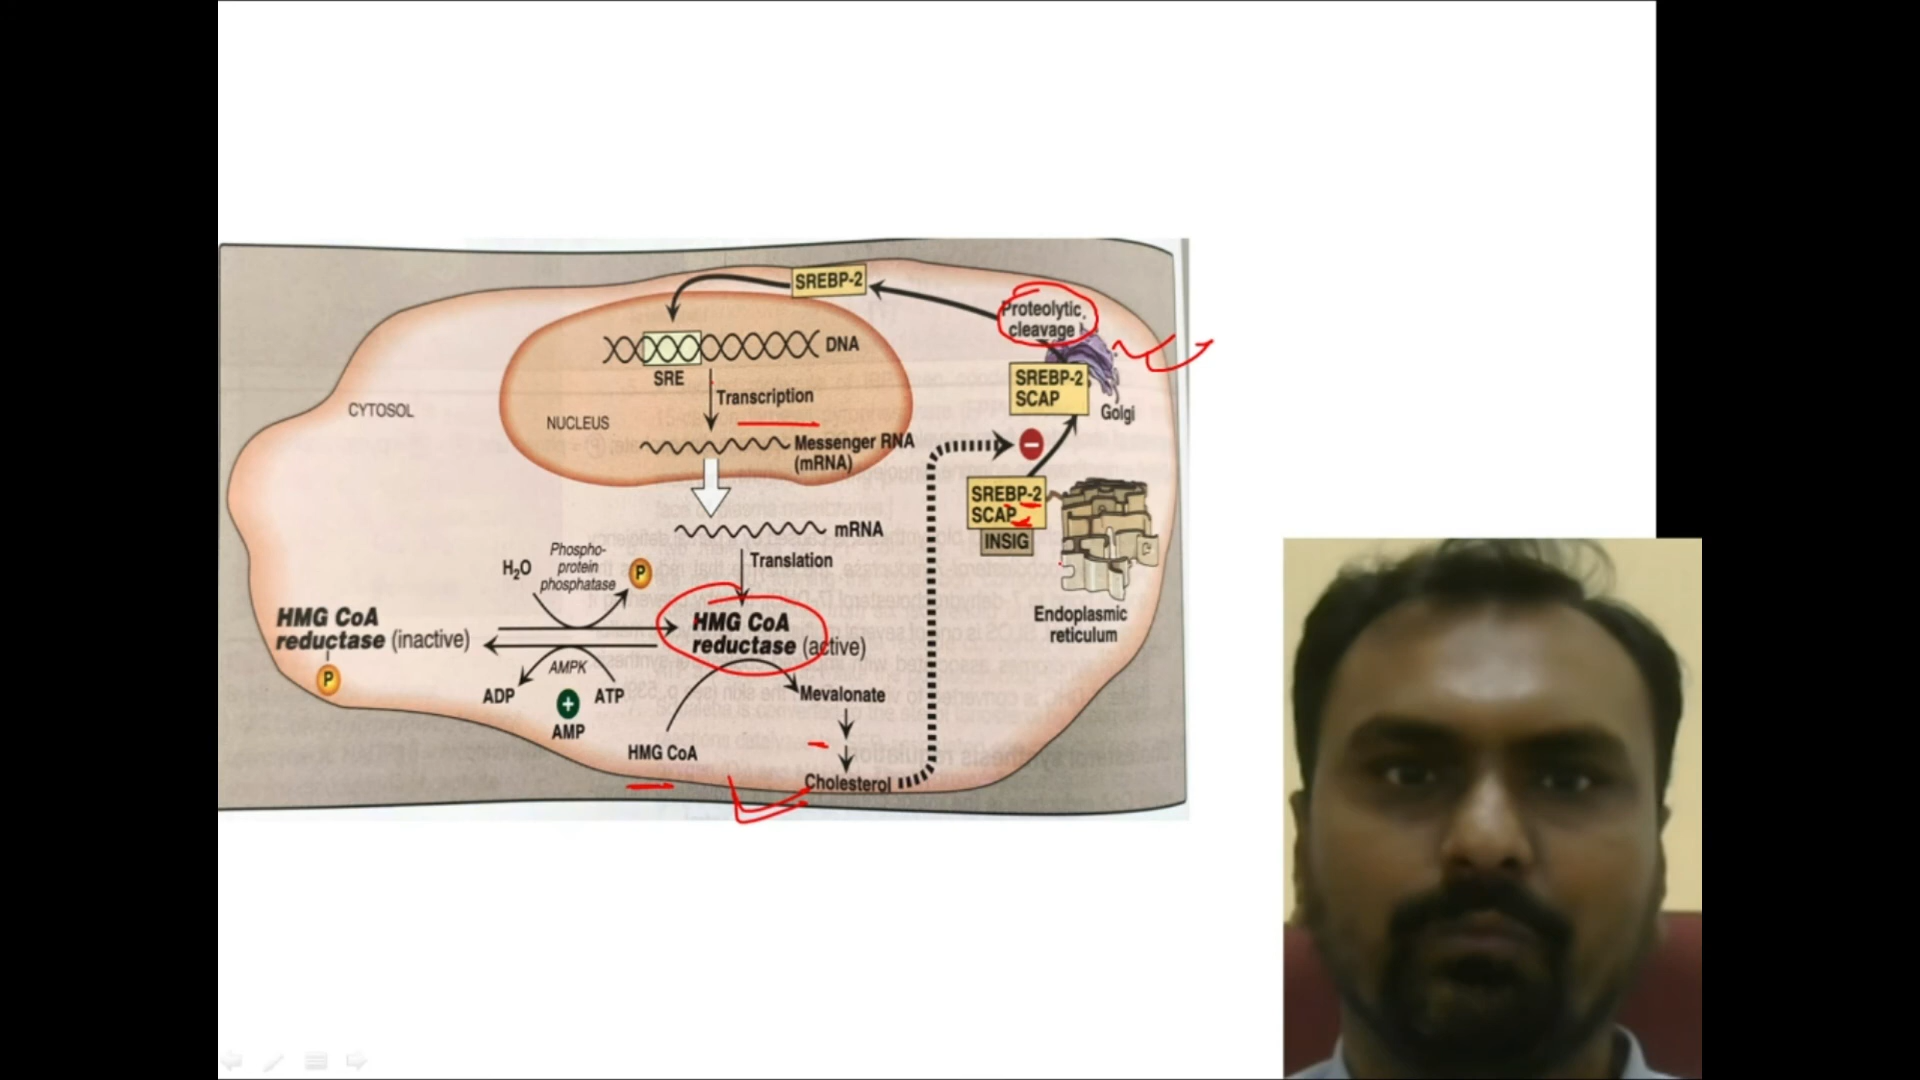 SREBP-2
Proteolytic
cleavage
DNA
SRE
SREBP-2
SCAP
Golgi
Transcription
CYTOSOL
NUCLEUS
Messenger RNA
(mRNA)
SREBP-2
SCAP
INSIG
mRNA
Endoplasmic
reticulum
Translation
H₂O
Phospho-
protein
phosphatase
P
HMG CoA
reductase (inactive)
P
HMG CoA
reductase (active)
AMPK
ADP
ATP
+
AMP
Mevalonate
HMG CoA
Cholesterol